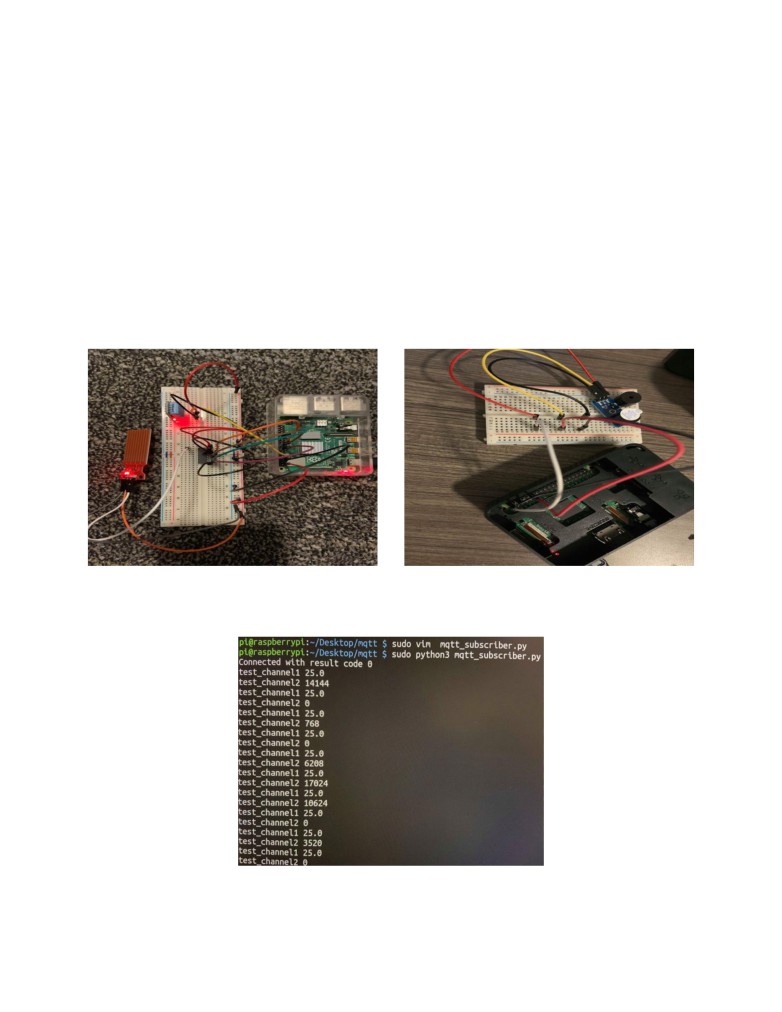 pi@raspberrypi:~/Desktop/mqtt $ sudo vim  mqtt_subscriber.py
pi@raspberrypi:~/Desktop/mqtt $ sudo python3 mqtt_subscriber.py
Connected with result code 0
test_channel1 25.0
test_channel2 14144
test_channel1 25.0
test_channel2 0
test_channel1 25.0
test_channel2 768
test_channel1 25.0
test_channel2 0
test_channel1 25.0
test_channel2 6208
test_channel1 25.0
test_channel2 17024
test_channel1 25.0
test_channel2 10624
test_channel1 25.0
test_channel2 0
test_channel1 25.0
test_channel2 3520
test_channel1 25.0
test_channel2 0